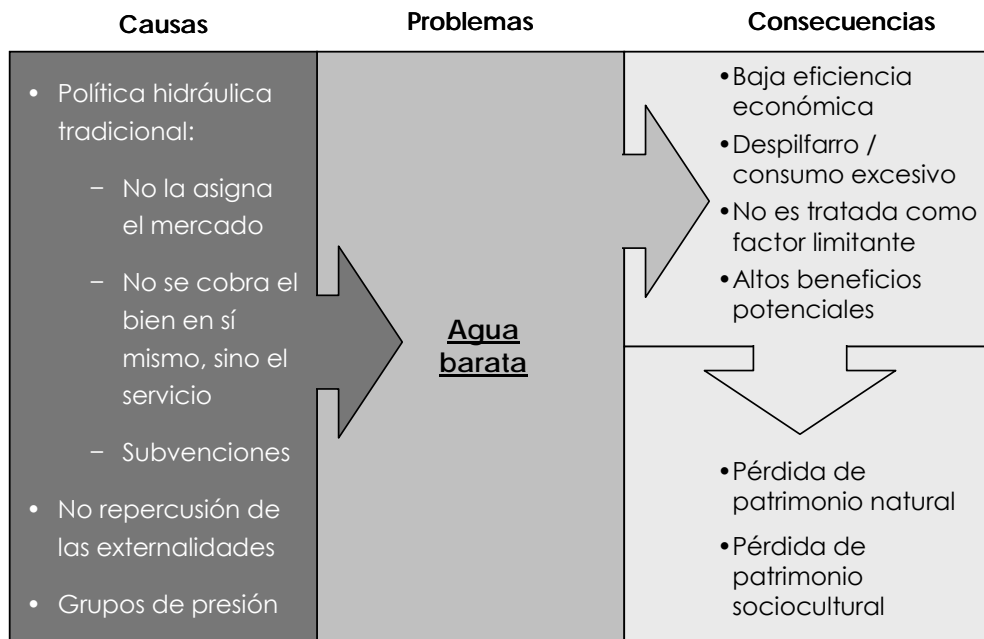 Causas
Problemas
Consecuencias
• Política hidráulica
tradicional:
− No la asigna
el mercado
− No se cobra el
bien en sí
mismo, sino el
servicio
− Subvenciones
• No repercusión de
las externalidades
• Grupos de presión
Agua
barata
•Baja eficiencia
económica
•Despilfarro /
consumo excesivo
•No es tratada como
factor limitante
•Altos beneficios
potenciales
•Pérdida de
patrimonio natural
•Pérdida de
patrimonio
sociocultural